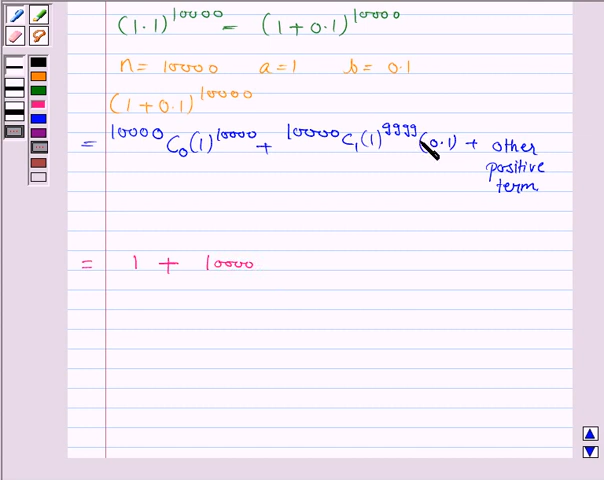 (1.1)^10000 = (1+0.1)^10000
n = 10000 a = 1 b = 0.1
(1+0.1)^10000
= ^10000C₀(1)^10000 + ^10000C₁(1)^9999(0.1) + other
positive
term
= 1 + 10000